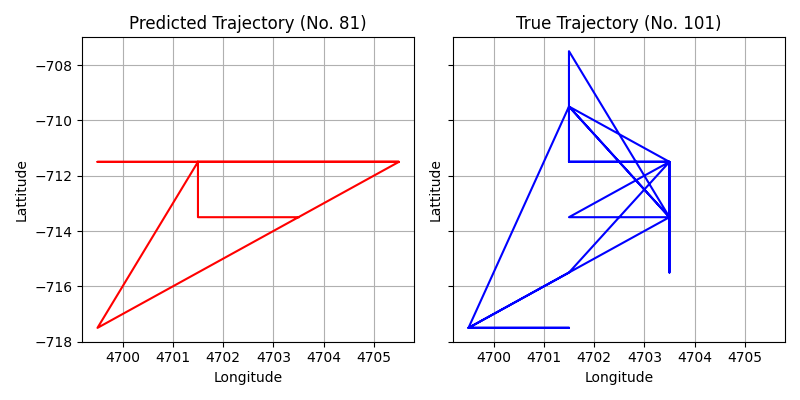 Predicted Trajectory (No. 81)
True Trajectory (No. 101)
−708
−710
−712
−714
−716
−718
Lattitude
4700 4701 4702 4703 4704 4705
Longitude
Lattitude
4700 4701 4702 4703 4704 4705
Longitude